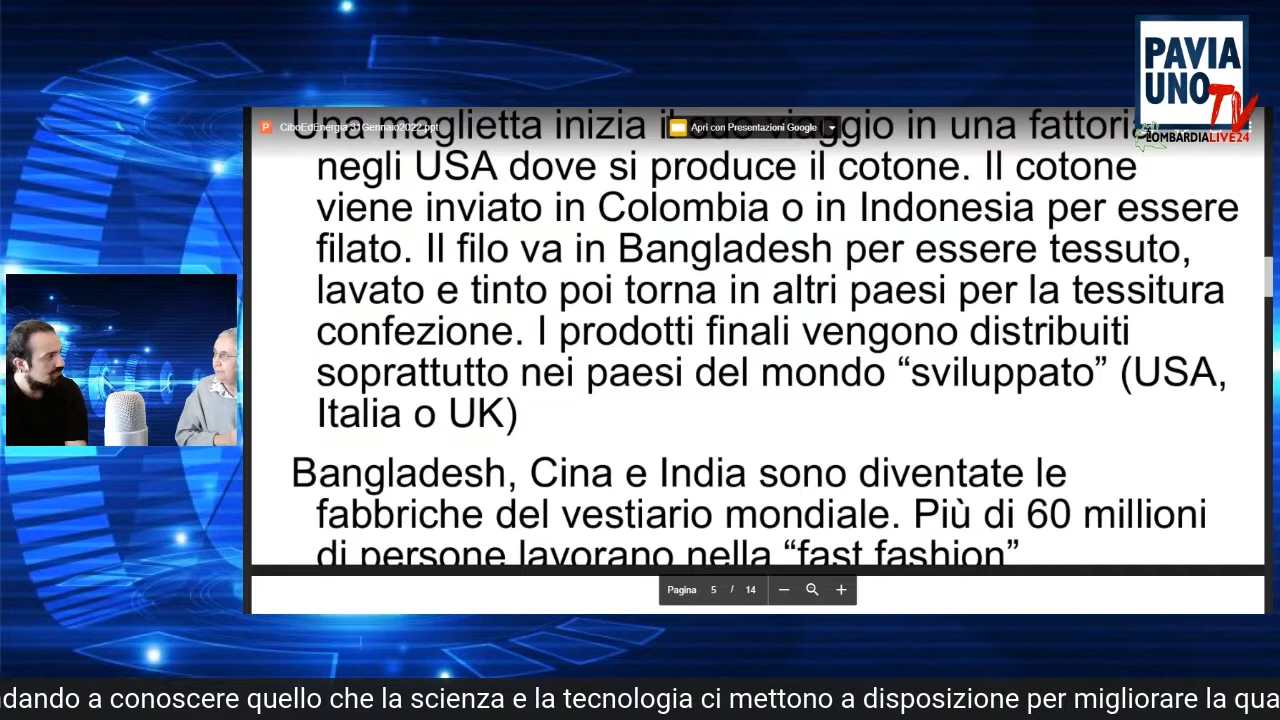 PAVIA
UNO
TV
LOMBARDIALIVE24
CiboEdEnergia 31Gennaio2022.ppt
Apri con Presentazioni Google
Una maglietta inizia il viaggio in una fattoria
negli USA dove si produce il cotone. Il cotone
viene inviato in Colombia o in Indonesia per essere
filato. Il filo va in Bangladesh per essere tessuto,
lavato e tinto poi torna in altri paesi per la tessitura
confezione. I prodotti finali vengono distribuiti
soprattutto nei paesi del mondo “sviluppato” (USA,
Italia o UK)
Bangladesh, Cina e India sono diventate le
fabbriche del vestiario mondiale. Più di 60 millioni
di persone lavorano nella “fast fashion”
Pagina 5 / 14
ndando a conoscere quello che la scienza e la tecnologia ci mettono a disposizione per migliorare la qua